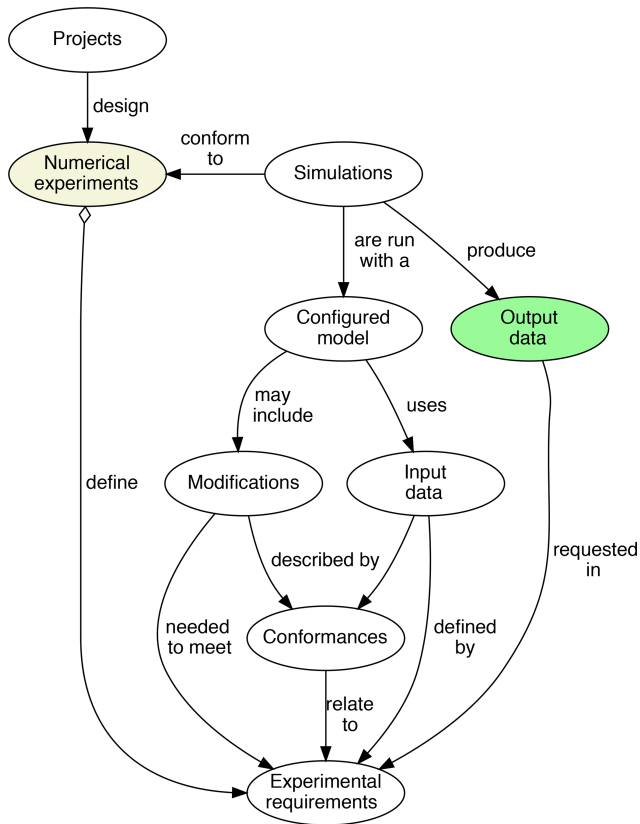 Projects
design
Numerical
experiments
conform
to
Simulations
are run
with a
produce
Configured
model
Output
data
may
include
uses
Modifications
Input
data
define
described by
requested
in
needed
to meet
Conformances
defined
by
relate
to
Experimental
requirements